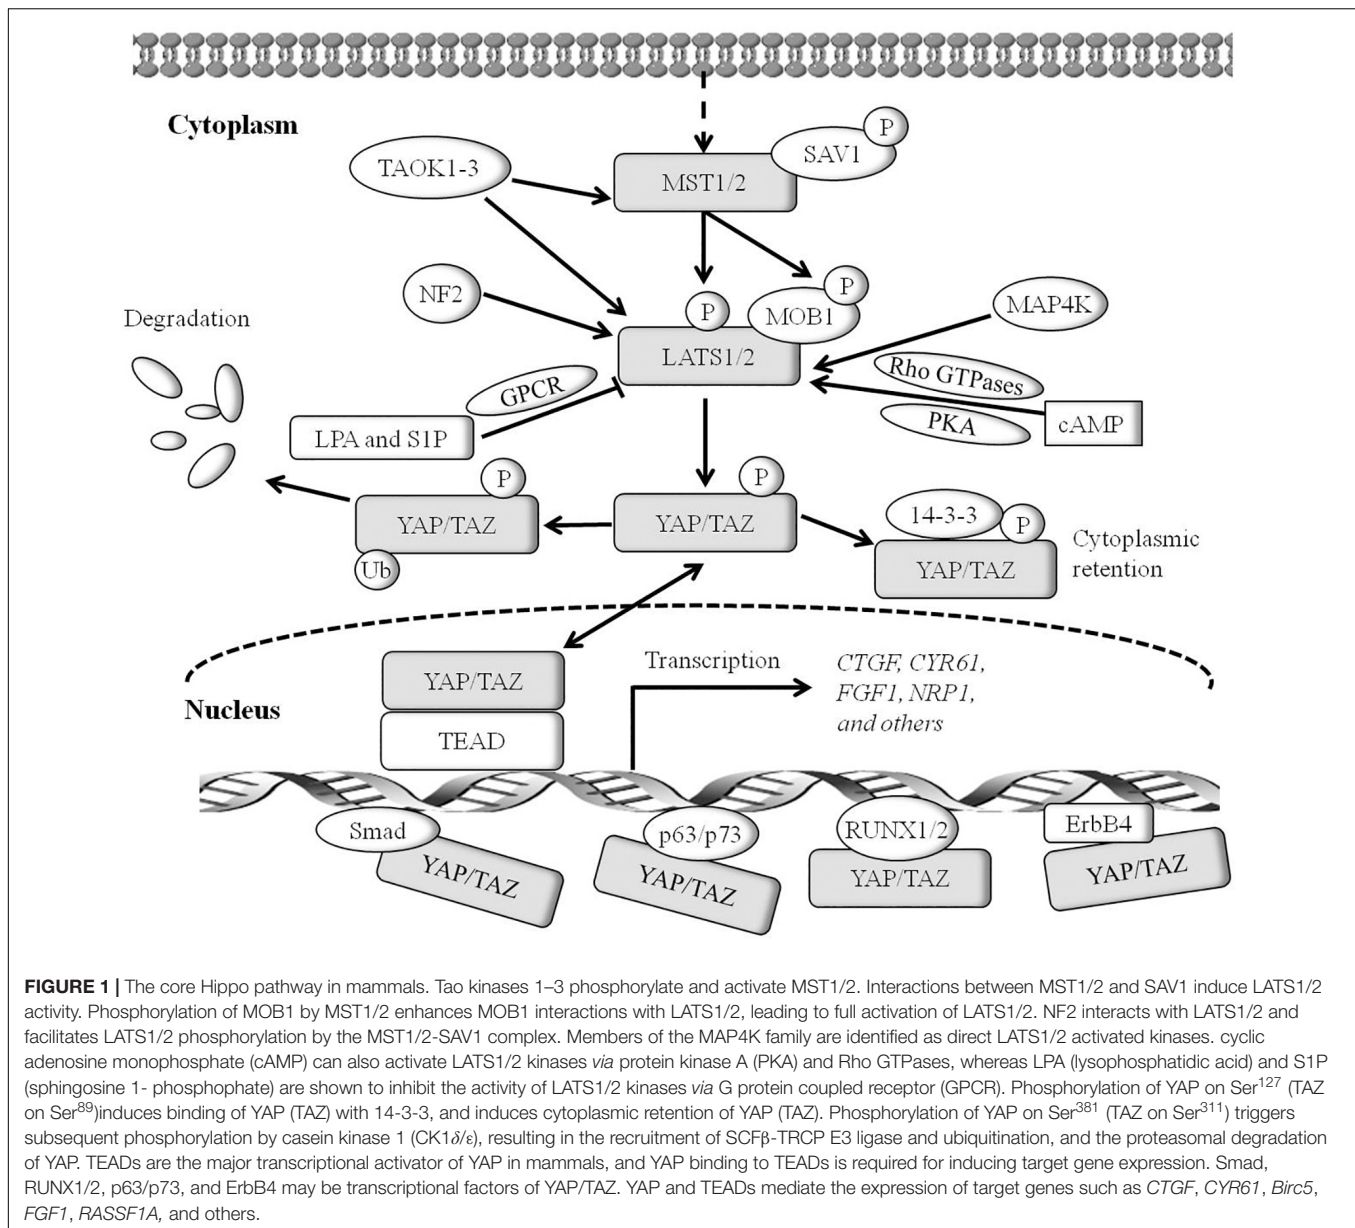 Cytoplasm
P
SAV1
TAOK1-3
MST1/2
NF2
P
P
MOB1
MAP4K
Degradation
LATS1/2
Rho GTPases
GPCR
PKA
cAMP
LPA and S1P
P
P
YAP/TAZ
YAP/TAZ
14-3-3
P
Cytoplasmic
retention
YAP/TAZ
Ub
Transcription
CTGF, CYR61,
FGF1, NRP1,
and others
YAP/TAZ
Nucleus
TEAD
Smad
p63/p73
RUNX1/2
ErbB4
YAP/TAZ
YAP/TAZ
YAP/TAZ
YAP/TAZ
FIGURE 1 | The core Hippo pathway in mammals. Tao kinases 1–3 phosphorylate and activate MST1/2. Interactions between MST1/2 and SAV1 induce LATS1/2
activity. Phosphorylation of MOB1 by MST1/2 enhances MOB1 interactions with LATS1/2, leading to full activation of LATS1/2. NF2 interacts with LATS1/2 and
facilitates LATS1/2 phosphorylation by the MST1/2-SAV1 complex. Members of the MAP4K family are identified as direct LATS1/2 activated kinases. cyclic
adenosine monophosphate (cAMP) can also activate LATS1/2 kinases via protein kinase A (PKA) and Rho GTPases, whereas LPA (lysophosphatidic acid) and S1P
(sphingosine 1- phosphophate) are shown to inhibit the activity of LATS1/2 kinases via G protein coupled receptor (GPCR). Phosphorylation of YAP on Ser127 (TAZ
on Ser89)induces binding of YAP (TAZ) with 14-3-3, and induces cytoplasmic retention of YAP (TAZ). Phosphorylation of YAP on Ser381 (TAZ on Ser311) triggers
subsequent phosphorylation by casein kinase 1 (CK1δ/ε), resulting in the recruitment of SCFβ-TRCP E3 ligase and ubiquitination, and the proteasomal degradation
of YAP. TEADs are the major transcriptional activator of YAP in mammals, and YAP binding to TEADs is required for inducing target gene expression. Smad,
RUNX1/2, p63/p73, and ErbB4 may be transcriptional factors of YAP/TAZ. YAP and TEADs mediate the expression of target genes such as CTGF, CYR61, Birc5,
FGF1, RASSF1A, and others.